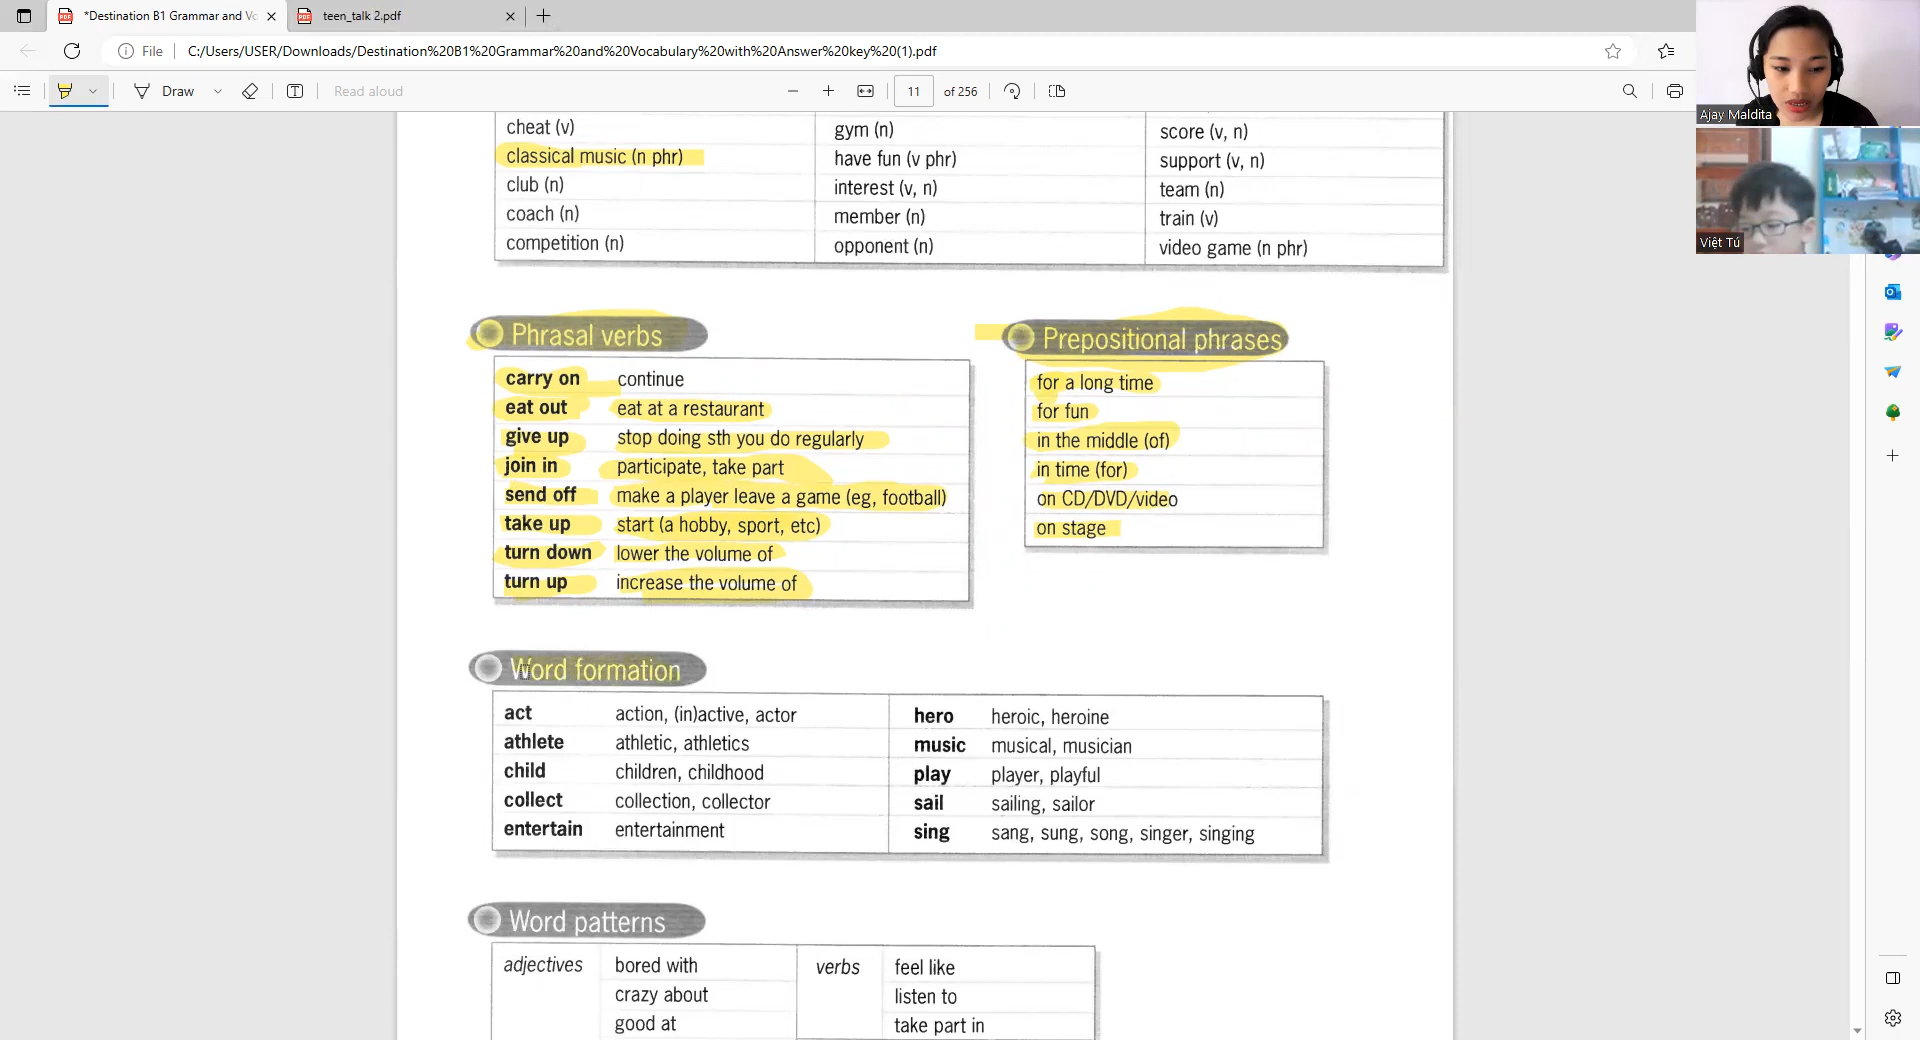 *Destination B1 Grammar and Vo
teen_talk 2.pdf
File
C:/Users/USER/Downloads/Destination%20B1%20Grammar%20and%20Vocabulary%20with%20Answer%20key%20(1).pdf
Draw
Read aloud
11
of 256
Ajay Maldita
Việt Tú
cheat (v)
classical music (n phr)
club (n)
coach (n)
competition (n)
gym (n)
have fun (v phr)
interest (v, n)
member (n)
opponent (n)
score (v, n)
support (v, n)
team (n)
train (v)
video game (n phr)
Phrasal verbs
carry on continue
eat out eat at a restaurant
give up stop doing sth you do regularly
join in participate, take part
send off make a player leave a game (eg, football)
take up start (a hobby, sport, etc)
turn down lower the volume of
turn up increase the volume of
Prepositional phrases
for a long time
for fun
in the middle (of)
in time (for)
on CD/DVD/video
on stage
Word formation
act action, (in)active, actor
athlete athletic, athletics
child children, childhood
collect collection, collector
entertain entertainment
hero heroic, heroine
music musical, musician
play player, playful
sail sailing, sailor
sing sang, sung, song, singer, singing
Word patterns
adjectives bored with
crazy about
good at
verbs feel like
listen to
take part in